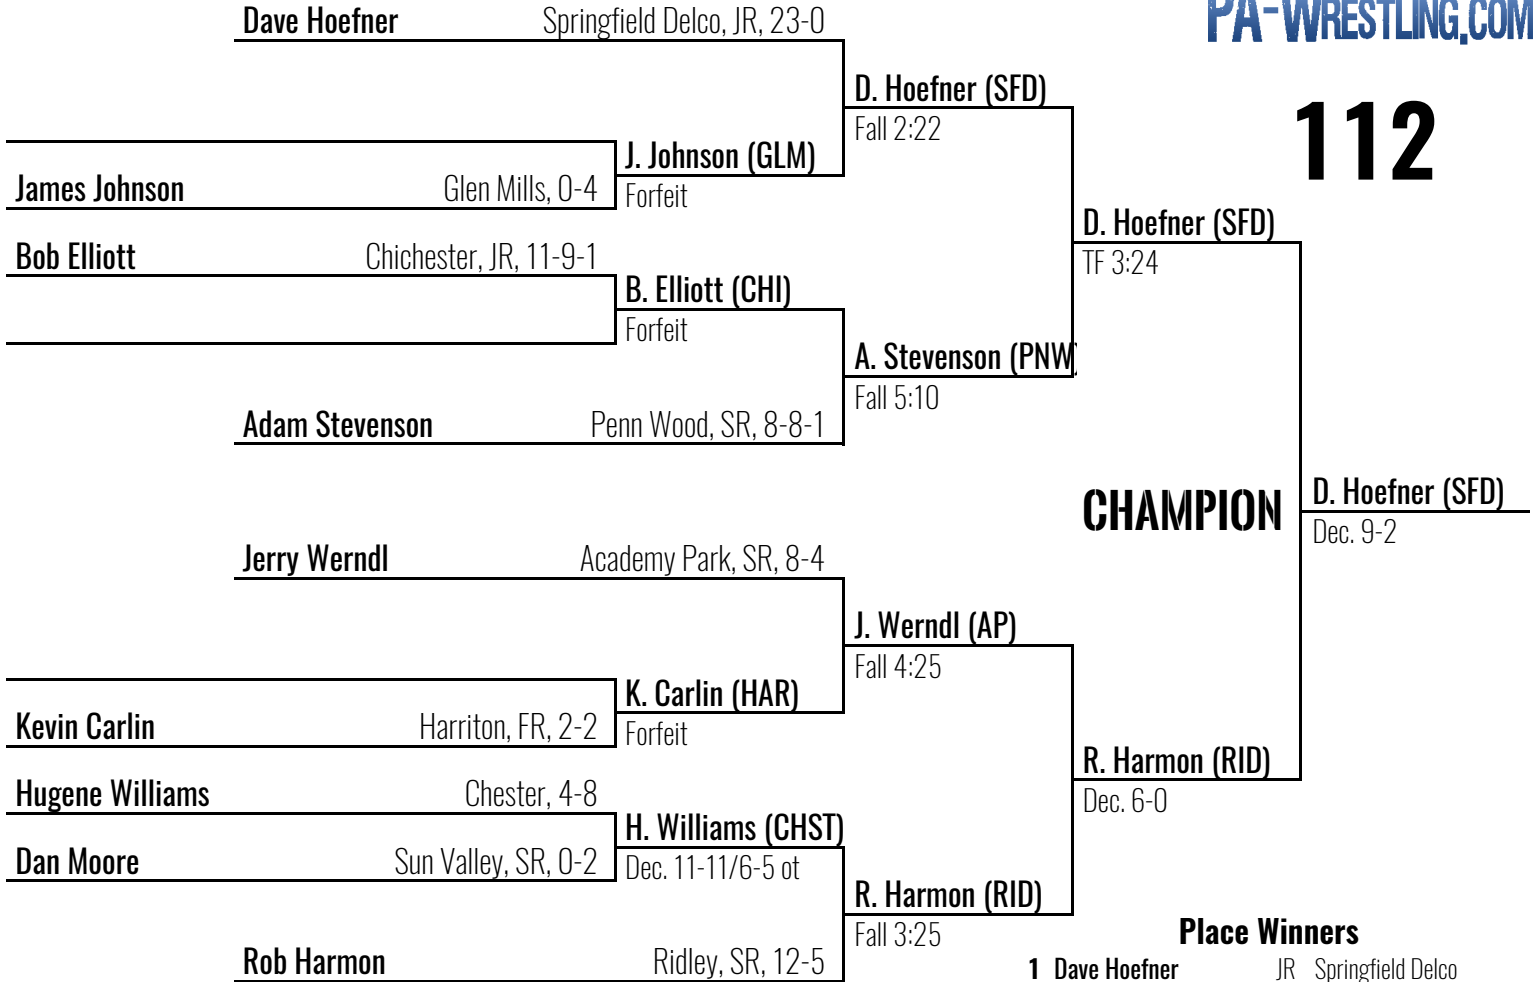 PA-WRESTLING.COM
112
Dave Hoefner Springfield Delco, JR, 23-0
D. Hoefner (SFD)
Fall 2:22
J. Johnson (GLM)
Forfeit
James Johnson Glen Mills, 0-4
D. Hoefner (SFD)
TF 3:24
Bob Elliott Chichester, JR, 11-9-1
B. Elliott (CHI)
Forfeit
A. Stevenson (PNW)
Fall 5:10
Adam Stevenson Penn Wood, SR, 8-8-1
CHAMPION
D. Hoefner (SFD)
Dec. 9-2
Jerry Werndl Academy Park, SR, 8-4
J. Werndl (AP)
Fall 4:25
K. Carlin (HAR)
Forfeit
Kevin Carlin Harriton, FR, 2-2
R. Harmon (RID)
Dec. 6-0
Hugene Williams Chester, 4-8
H. Williams (CHST)
Dec. 11-11/6-5 ot
Dan Moore Sun Valley, SR, 0-2
R. Harmon (RID)
Fall 3:25
Rob Harmon Ridley, SR, 12-5
Place Winners
1 Dave Hoefner JR Springfield Delco